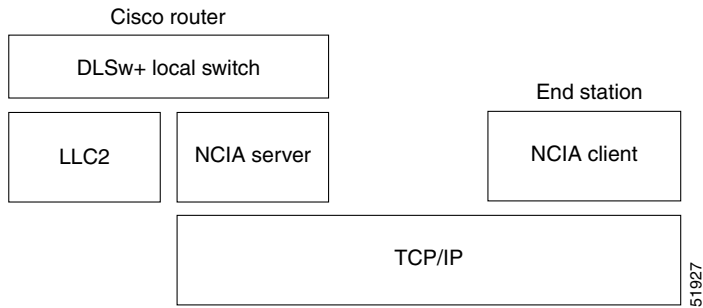 Cisco router
DLSw+ local switch
End station
LLC2
NCIA server
NCIA client
TCP/IP
51927